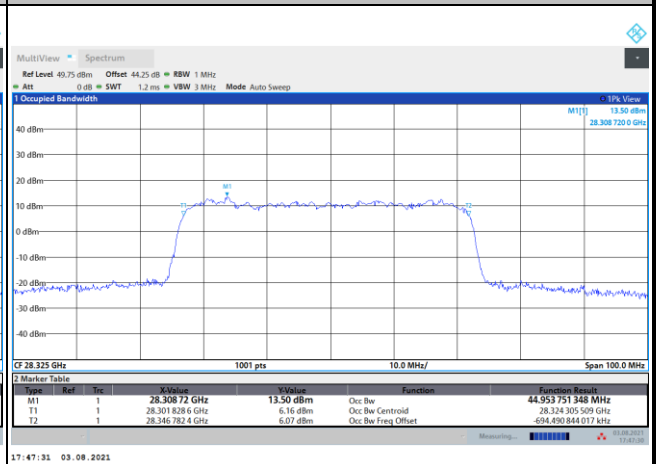 MultiView Spectrum
Ref Level 49.75 dBm Offset 44.25 dB RBW 1 MHz
Att 0 dB SWT 1.2 ms VBW 3 MHz Mode Auto Sweep
1 Occupied Bandwidth 1Pk View
M1[1] 13.50 dBm
28.308 720 0 GHz
40 dBm
30 dBm
20 dBm
M1
10 dBm
T1 T2
0 dBm
-10 dBm
-20 dBm
-30 dBm
-40 dBm
CF 28.325 GHz 1001 pts 10.0 MHz/ Span 100.0 MHz
2 Marker Table
Type Ref Trc X-Value Y-Value Function Function Result
M1 1 28.308 72 GHz 13.50 dBm Occ Bw 44.953 751 348 MHz
T1 1 28.301 828 6 GHz 6.16 dBm Occ Bw Centroid 28.324 305 509 GHz
T2 1 28.346 782 4 GHz 6.07 dBm Occ Bw Freq Offset -694.490 844 017 kHz
Measuring... 03.08.2021
17:47:30
17:47:31 03.08.2021